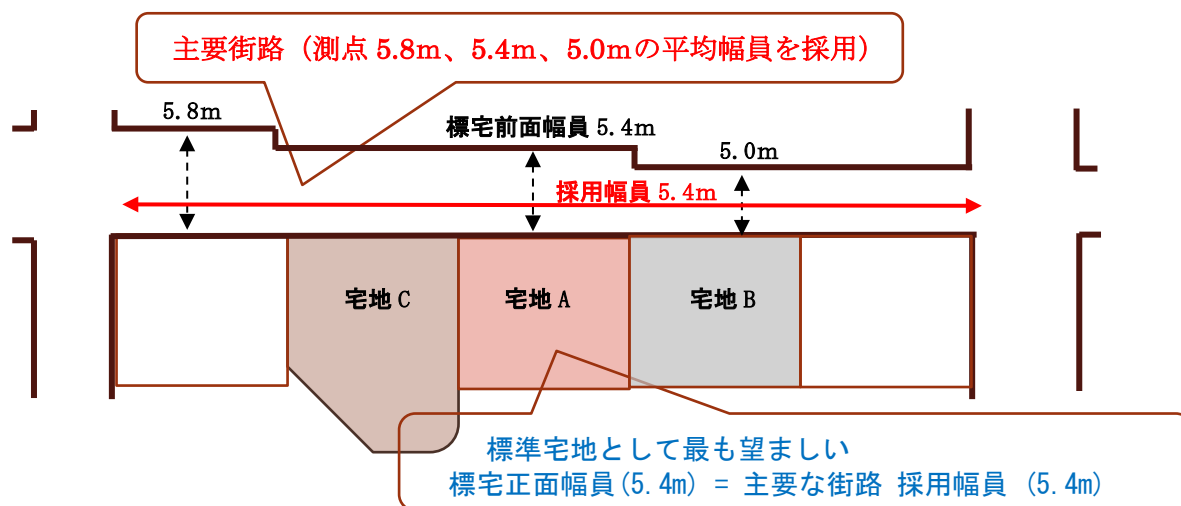 主要街路（測点 5.8m、5.4m、5.0mの平均幅員を採用）
5.8m
標宅前面幅員 5.4m
5.0m
採用幅員 5.4m
宅地 C
宅地 A
宅地 B
標準宅地として最も望ましい
標宅正面幅員(5.4m) = 主要な街路 採用幅員 (5.4m)